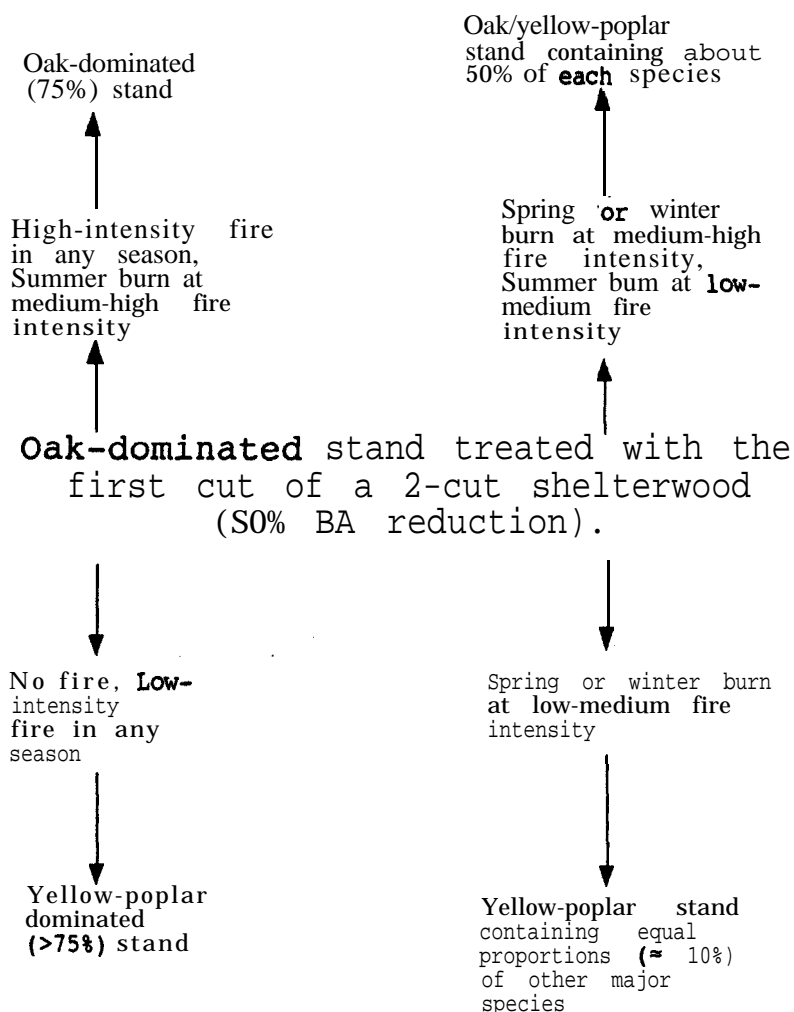 Oak-dominated
(75%) stand
Oak/yellow-poplar
stand containing about
50% of each species
High-intensity fire
in any season,
Summer burn at
medium-high fire
intensity
Spring or winter
burn at medium-high
fire intensity,
Summer bum at low-
medium fire
intensity
Oak-dominated stand treated with the
first cut of a 2-cut shelterwood
(S0% BA reduction).
No fire, Low-
intensity
fire in any
season
Spring or winter burn
at low-medium fire
intensity
Yellow-poplar
dominated
(>75%) stand
Yellow-poplar stand
containing equal
proportions (≈ 10%)
of other major
species